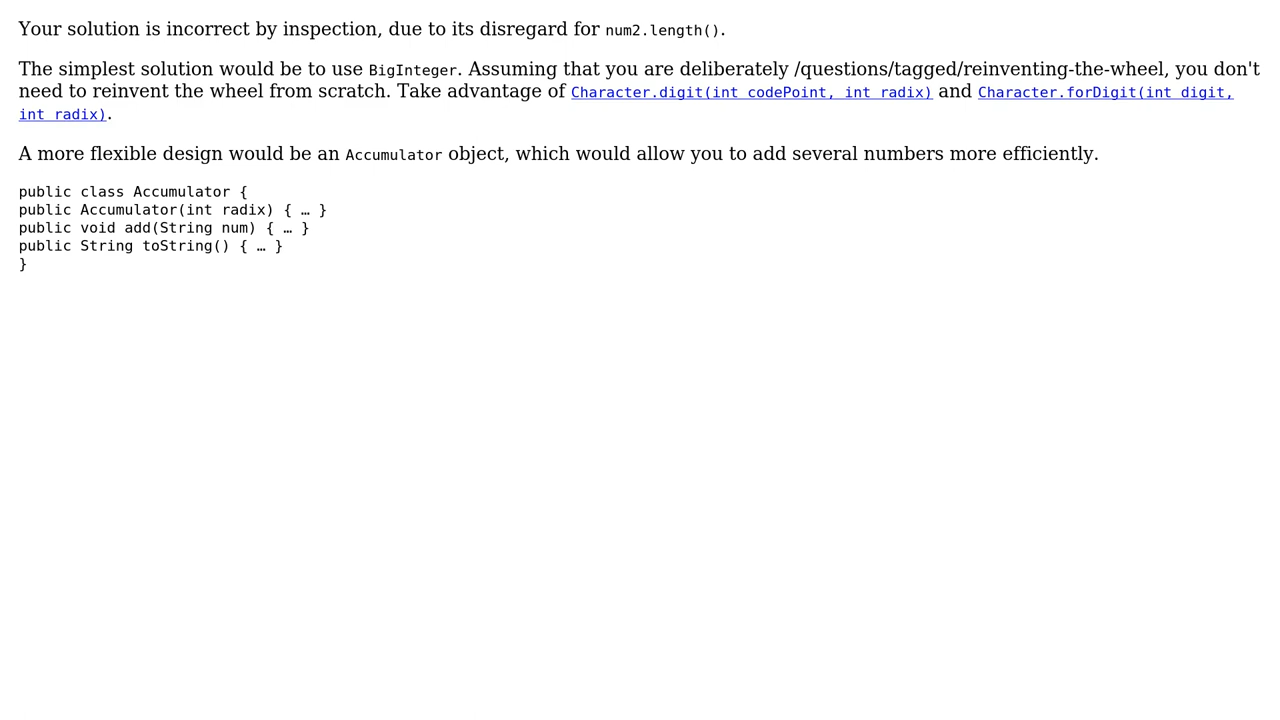 Your solution is incorrect by inspection, due to its disregard for num2.length().
The simplest solution would be to use BigInteger. Assuming that you are deliberately /questions/tagged/reinventing-the-wheel, you don't
need to reinvent the wheel from scratch. Take advantage of Character.digit(int codePoint, int radix) and Character.forDigit(int digit,
int radix).
A more flexible design would be an Accumulator object, which would allow you to add several numbers more efficiently.
public class Accumulator {
public Accumulator(int radix) { … }
public void add(String num) { … }
public String toString() { … }
}